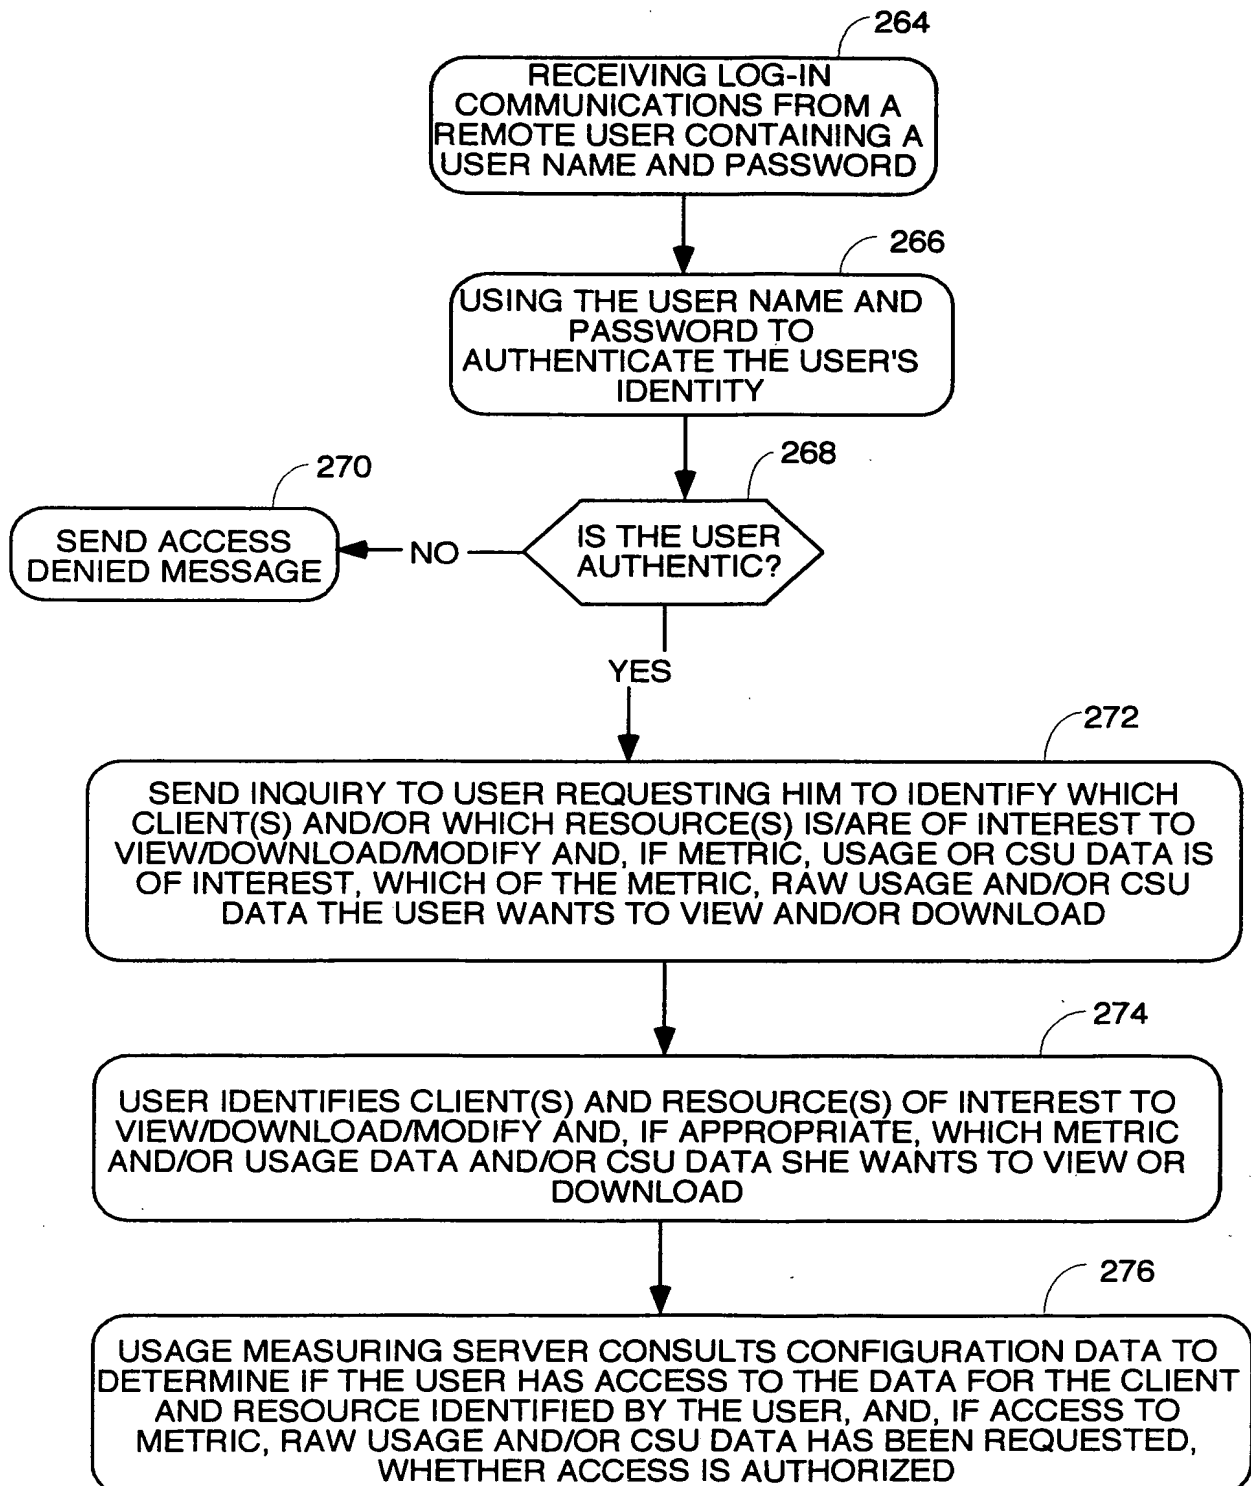 264
RECEIVING LOG-IN
COMMUNICATIONS FROM A
REMOTE USER CONTAINING A
USER NAME AND PASSWORD
266
USING THE USER NAME AND
PASSWORD TO
AUTHENTICATE THE USER'S
IDENTITY
268
IS THE USER
AUTHENTIC?
NO
270
SEND ACCESS
DENIED MESSAGE
YES
272
SEND INQUIRY TO USER REQUESTING HIM TO IDENTIFY WHICH
CLIENT(S) AND/OR WHICH RESOURCE(S) IS/ARE OF INTEREST TO
VIEW/DOWNLOAD/MODIFY AND, IF METRIC, USAGE OR CSU DATA IS
OF INTEREST, WHICH OF THE METRIC, RAW USAGE AND/OR CSU
DATA THE USER WANTS TO VIEW AND/OR DOWNLOAD
274
USER IDENTIFIES CLIENT(S) AND RESOURCE(S) OF INTEREST TO
VIEW/DOWNLOAD/MODIFY AND, IF APPROPRIATE, WHICH METRIC
AND/OR USAGE DATA AND/OR CSU DATA SHE WANTS TO VIEW OR
DOWNLOAD
276
USAGE MEASURING SERVER CONSULTS CONFIGURATION DATA TO
DETERMINE IF THE USER HAS ACCESS TO THE DATA FOR THE CLIENT
AND RESOURCE IDENTIFIED BY THE USER, AND, IF ACCESS TO
METRIC, RAW USAGE AND/OR CSU DATA HAS BEEN REQUESTED,
WHETHER ACCESS IS AUTHORIZED